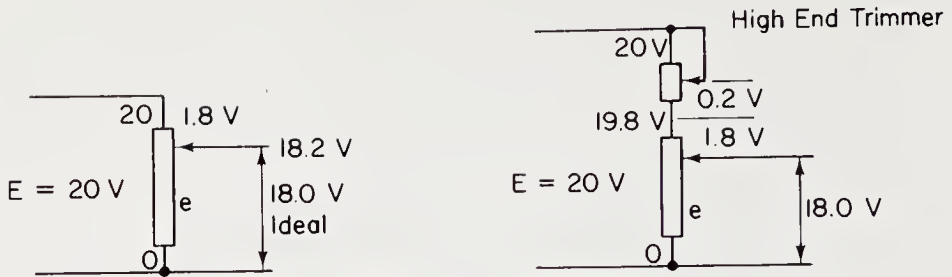 20 1.8 V
18.2 V
E = 20 V
18.0 V
e
Ideal
0
High End Trimmer
20 V
0.2 V
19.8 V
1.8 V
E = 20 V
e
18.0 V
0